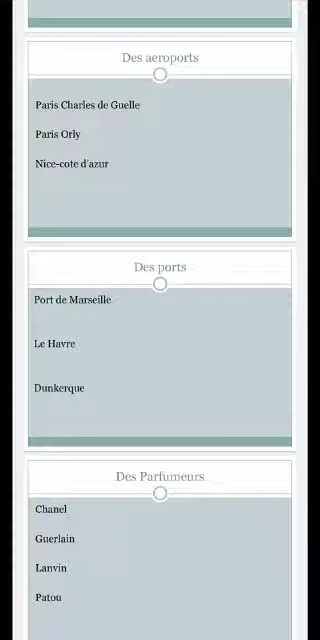 Des aeroports
Paris Charles de Guelle
Paris Orly
Nice-cote d'azur
Des ports
Port de Marseille
Le Havre
Dunkerque
Des Parfumeurs
Chanel
Guerlain
Lanvin
Patou